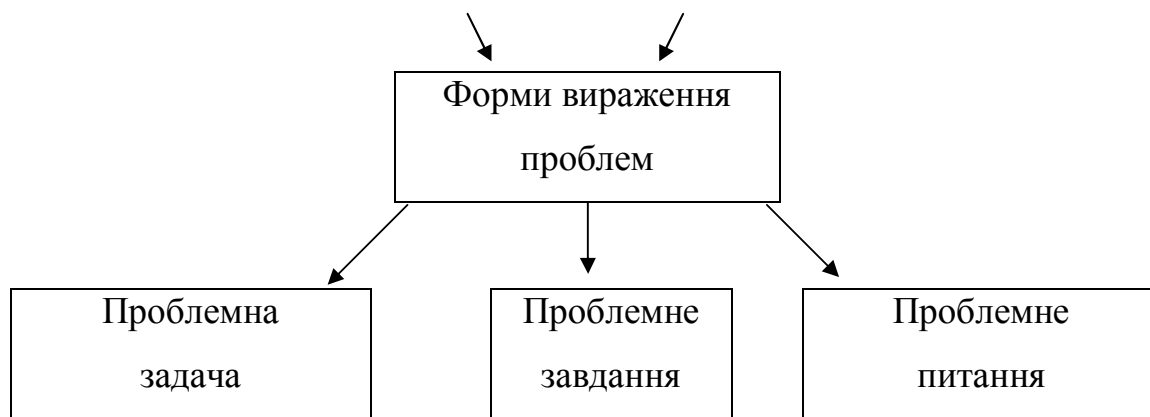 Форми вираження
проблем
Проблемна
задача
Проблемне
завдання
Проблемне
питання